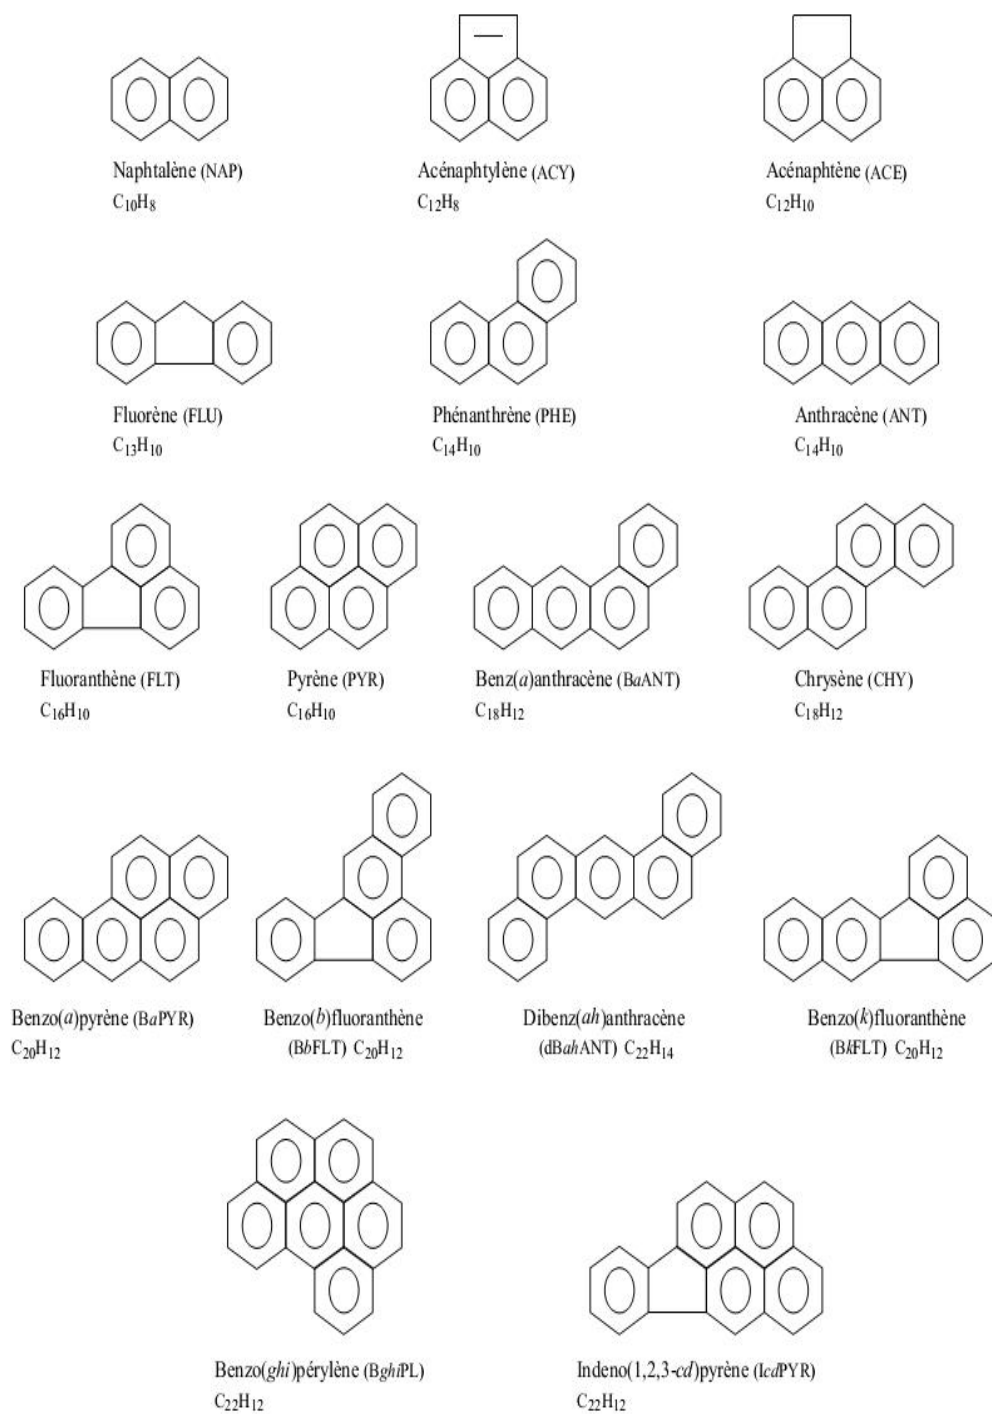 Naphtalène (NAP) Acénaphtylène (ACY) Acénaphtène (ACE)
C10H8 C12H8 C12H10
Fluorène (FLU) Phénanthrène (PHE) Anthracène (ANT)
C13H10 C14H10 C14H10
Fluoranthène (FLT) Pyrène (PYR) Benz(a)anthracène (BaANT) Chrysène (CHY)
C16H10 C16H10 C18H12 C18H12
Benzo(a)pyrène (BaPYR) Benzo(b)fluoranthène Dibenz(ah)anthracène Benzo(k)fluoranthène
C20H12 (BbFLT) C20H12 (dBahANT) C22H14 (BkFLT) C20H12
Benzo(ghi)pérylène (BghiPL) Indeno(1,2,3-cd)pyrène (IcdPYR)
C22H12 C22H12